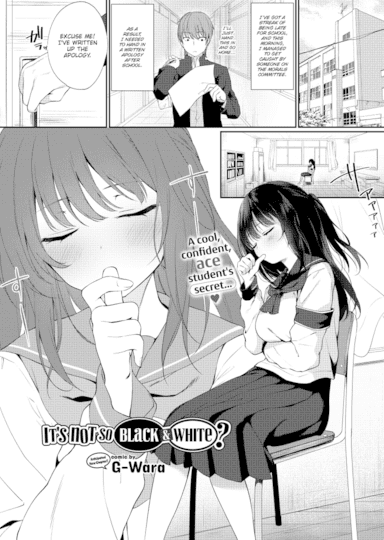 I'VE GOT A
STREAK OF
BEING LATE
FOR SCHOOL,
AND THIS
MORNING,
I MANAGED
TO GET
CAUGHT BY
SOMEONE ON
THE MORALS
COMMITTEE.
I'LL
JUST
HAND
THIS IN
AND GO
HOME.
AS A
RESULT,
I NEEDED
TO HAND IN
A WRITTEN
APOLOGY
AFTER
SCHOOL.
EXCUSE ME!
I'VE WRITTEN
UP THE
APOLOGY.
A cool,
confident,
ace
student's
secret...
IT'S NOT SO BLACK & WHITE?
comic by
G-Wara